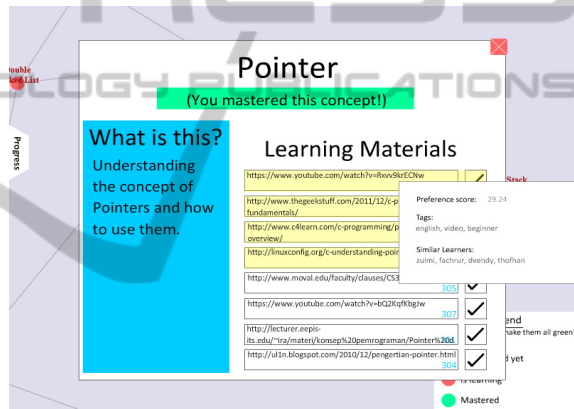 LOGY PUBLICATIONS
Double
Linked List
Progress
Pointer
(You mastered this concept!)
What is this?
Understanding
the concept of
Pointers and how
to use them.
Learning Materials
https://www.youtube.com/watch?v=Rxvv9krECNw
http://www.thegeekstuff.com/2011/12/c-p
fundamentals/
http://www.c4learn.com/c-programming/p
overview/
http://linuxconfig.org/c-understanding-poin
http://www.moval.edu/faculty/clauses/CS3
305
https://www.youtube.com/watch?v=bQ2KqfKbgJw
307
http://lecturer.eepis-
its.edu/~ira/materi/konsep%20pemrograman/Pointer%20d
http://ul1n.blogspot.com/2010/12/pengertian-pointer.html
304
Stack
Preference score: 29.24
Tags:
english, video, beginner
Similar Learners:
zulmi, fachrur, dvendy, thofhan
end
make them all green!
d yet
is learning
Mastered